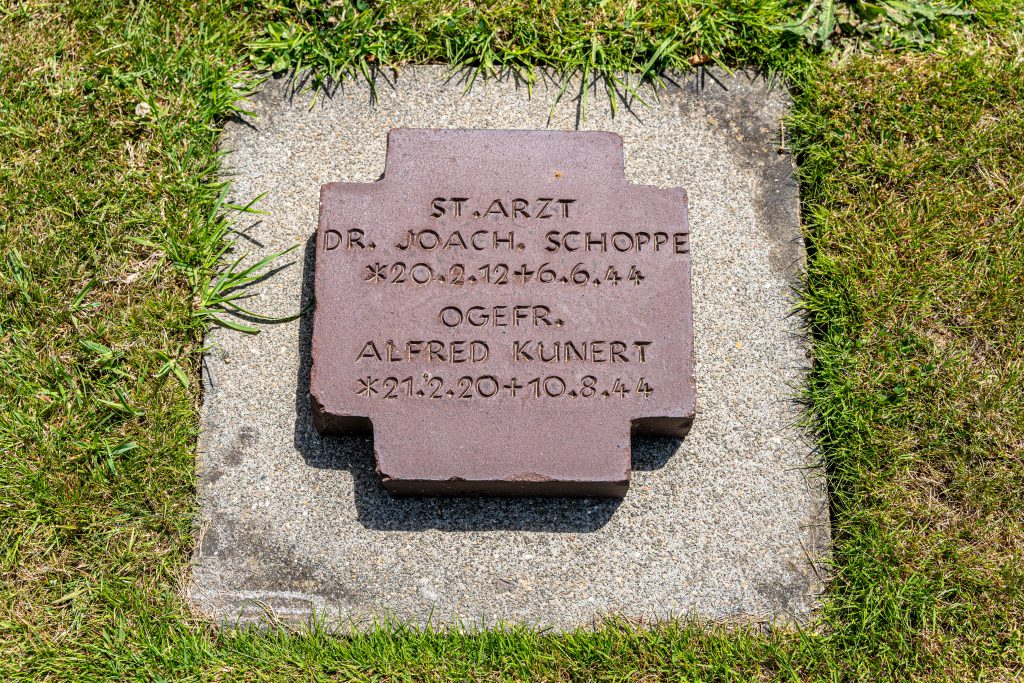 ST.ARZT
DR. JOACH. SCHOPPE
*20.2.12+6.6.44
OGEFR.
ALFRED KUNERT
*21.2.20+10.8.44